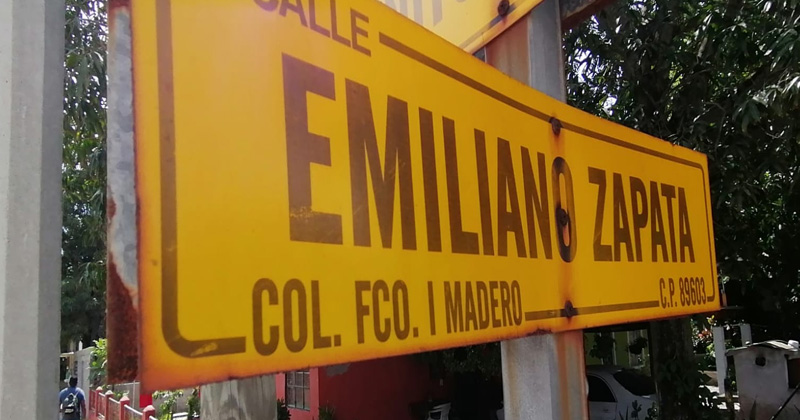 CALLE
EMILIANO ZAPATA
COL. FCO. I MADERO C.P. 89603